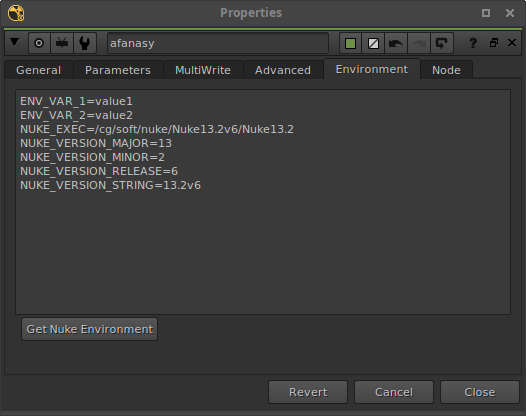 Properties
afanasy
?
General Parameters MultiWrite Advanced Environment Node
ENV_VAR_1=value1
ENV_VAR_2=value2
NUKE_EXEC=/cg/soft/nuke/Nuke13.2v6/Nuke13.2
NUKE_VERSION_MAJOR=13
NUKE_VERSION_MINOR=2
NUKE_VERSION_RELEASE=6
NUKE_VERSION_STRING=13.2v6
Get Nuke Environment
Revert Cancel Close